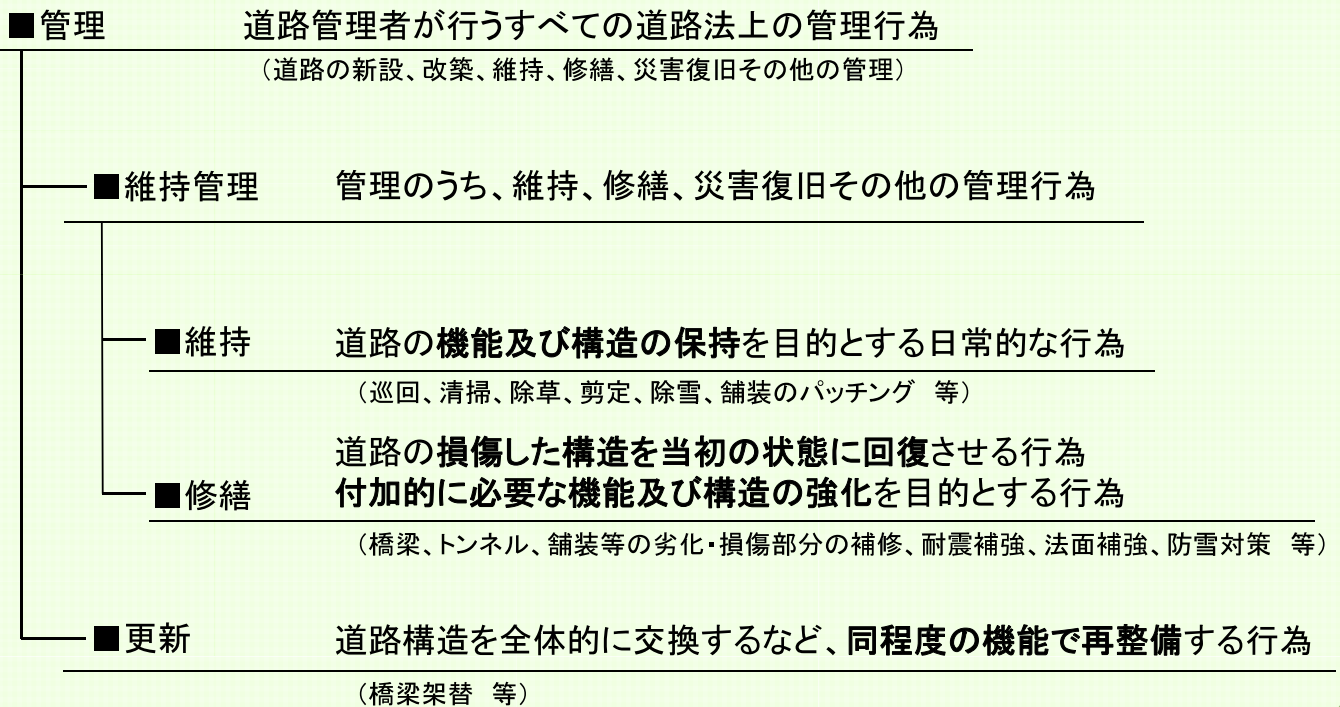 ■管理 道路管理者が行うすべての道路法上の管理行為
（道路の新設、改築、維持、修繕、災害復旧その他の管理）
■維持管理 管理のうち、維持、修繕、災害復旧その他の管理行為
■維持 道路の機能及び構造の保持を目的とする日常的な行為
（巡回、清掃、除草、剪定、除雪、舗装のパッチング 等）
道路の損傷した構造を当初の状態に回復させる行為
■修繕 付加的に必要な機能及び構造の強化を目的とする行為
（橋梁、トンネル、舗装等の劣化・損傷部分の補修、耐震補強、法面補強、防雪対策 等）
■更新 道路構造を全体的に交換するなど、同程度の機能で再整備する行為
（橋梁架替 等）